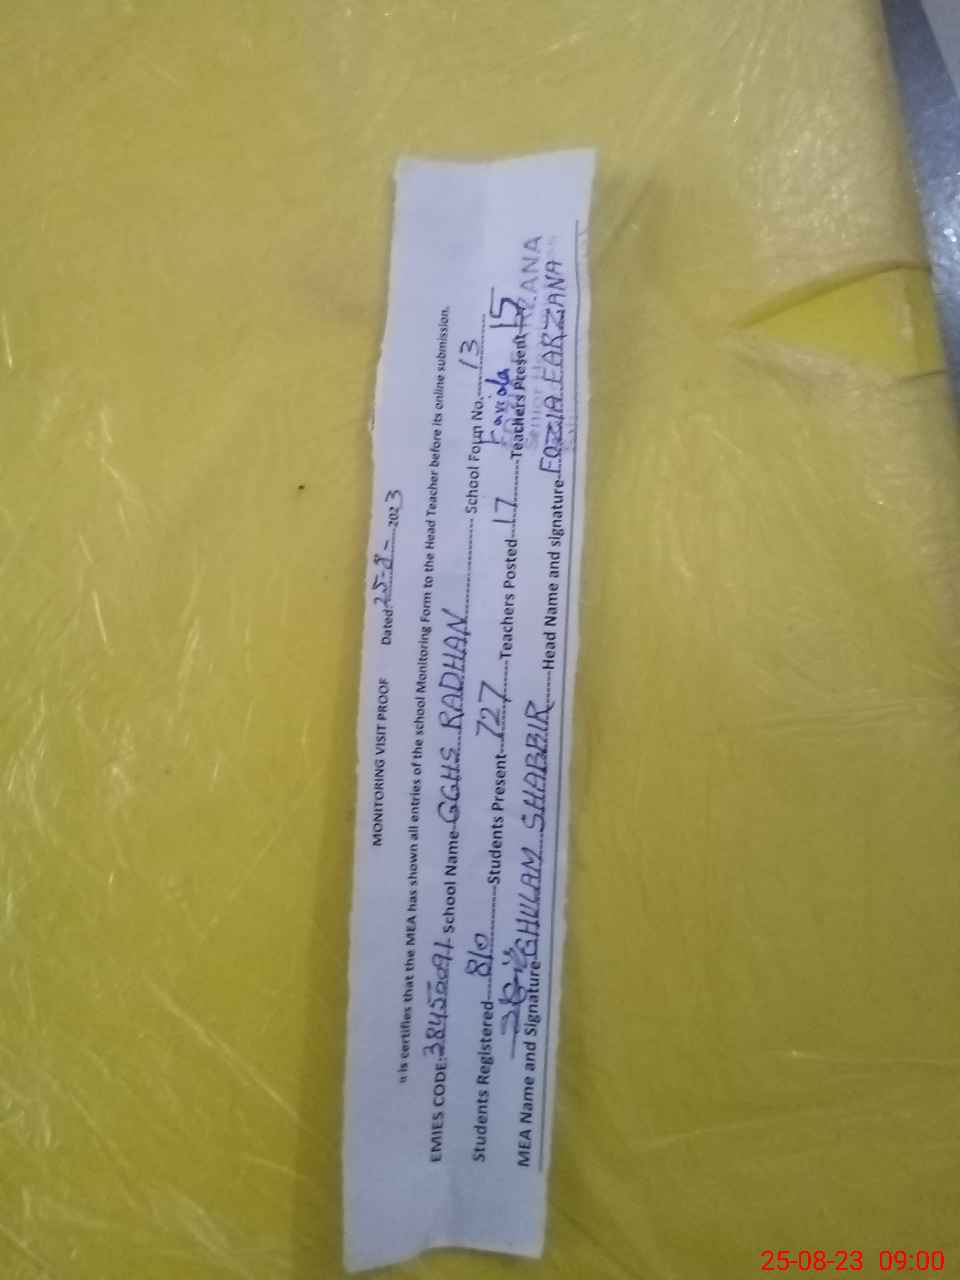 MONITORING VISIT PROOF Dated: 25-8-2023
It is certifies that the MEA has shown all entries of the school Monitoring Form to the Head Teacher before its online submission.
EMIES CODE: 38450091 School Name GGHS RADHAN School Form No. 13
Students Registered 810 Students Present 727 Teachers Posted 17 Teachers Present 15
Farida
MEA Name and Signature GHULAM SHABBIR Head Name and signature FOZIA FARZANA
25-08-23 09:00